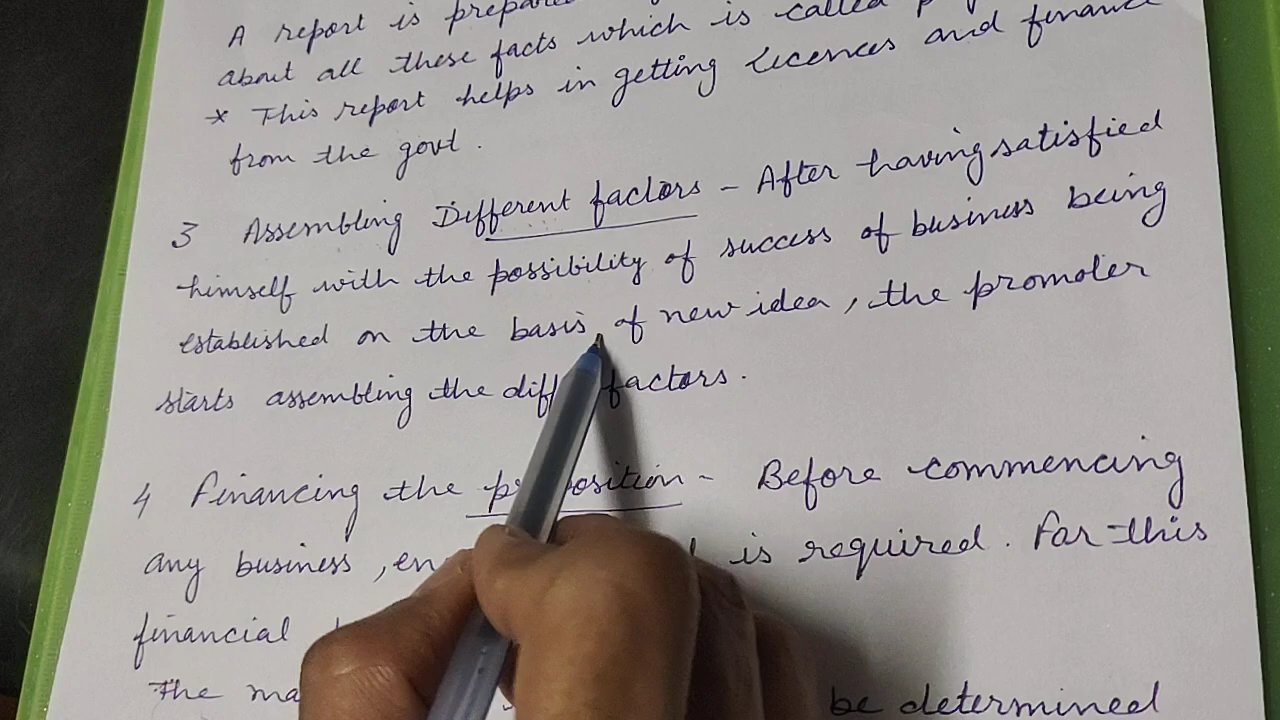 A report is
about all these facts which is called
* This report helps in getting Licences and finance
from the govt.
3 Assembling Different factors - After having satisfied
himself with the possibility of success of business being
established on the basis of new idea, the promoter
starts assembling the diff factors.
4 Financing the - Before commencing
any business, is required. For this
financial
The be determined